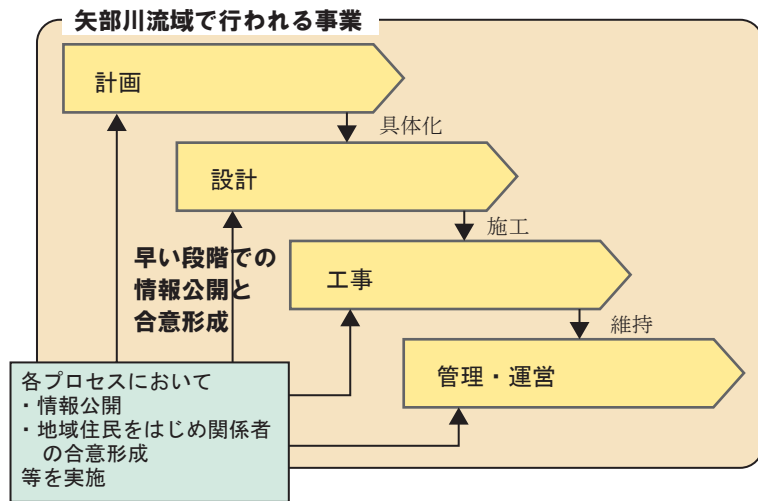 矢部川流域で行われる事業
計画
具体化
設計
施工
早い段階での
情報公開と
合意形成
工事
維持
管理・運営
各プロセスにおいて
・情報公開
・地域住民をはじめ関係者
の合意形成
等を実施